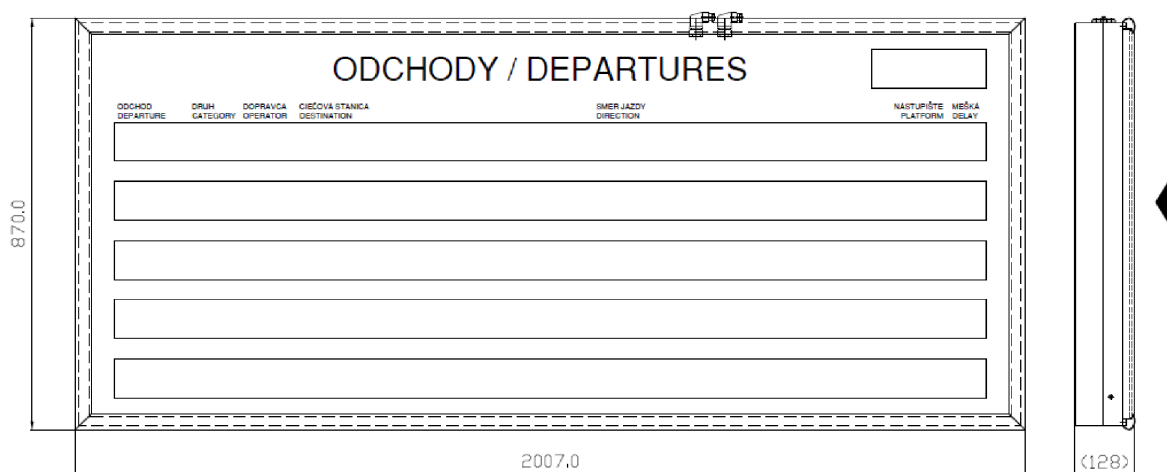 ODCHODY / DEPARTURES
ODCHOD DRUH DOPRAVCA CIEĽOVÁ STANICA SMER JAZDY NÁSTUPIŠTE MEŠKÁ
DEPARTURE CATEGORY OPERATOR DESTINATION DIRECTION PLATFORM DELAY
870.0
2007.0
(128)